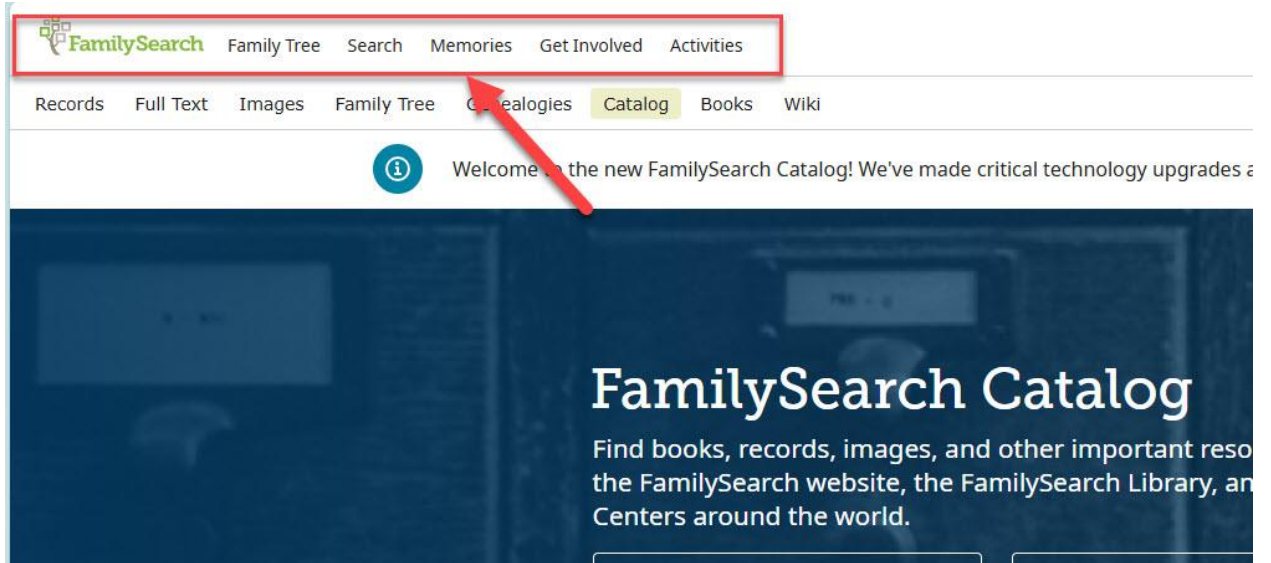 FamilySearch Family Tree Search Memories Get Involved Activities
Records Full Text Images Family Tree Genealogies Catalog Books Wiki
Welcome to the new FamilySearch Catalog! We've made critical technology upgrades a
FamilySearch Catalog
Find books, records, images, and other important reso
the FamilySearch website, the FamilySearch Library, an
Centers around the world.